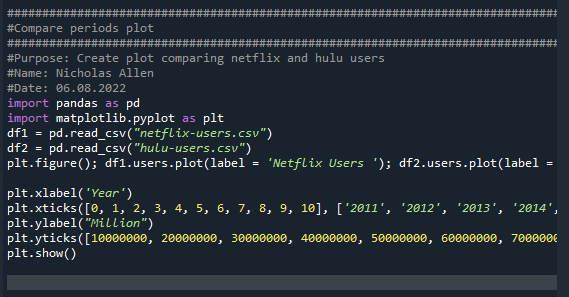 ################################################################################
#Compare periods plot
################################################################################
#Purpose: Create plot comparing netflix and hulu users
#Name: Nicholas Allen
#Date: 06.08.2022
import pandas as pd
import matplotlib.pyplot as plt
df1 = pd.read_csv("netflix-users.csv")
df2 = pd.read_csv("hulu-users.csv")
plt.figure(); df1.users.plot(label = 'Netflix Users '); df2.users.plot(label =
plt.xlabel('Year')
plt.xticks([0, 1, 2, 3, 4, 5, 6, 7, 8, 9, 10], ['2011', '2012', '2013', '2014',
plt.ylabel("Million")
plt.yticks([10000000, 20000000, 30000000, 40000000, 50000000, 60000000, 7000000
plt.show()